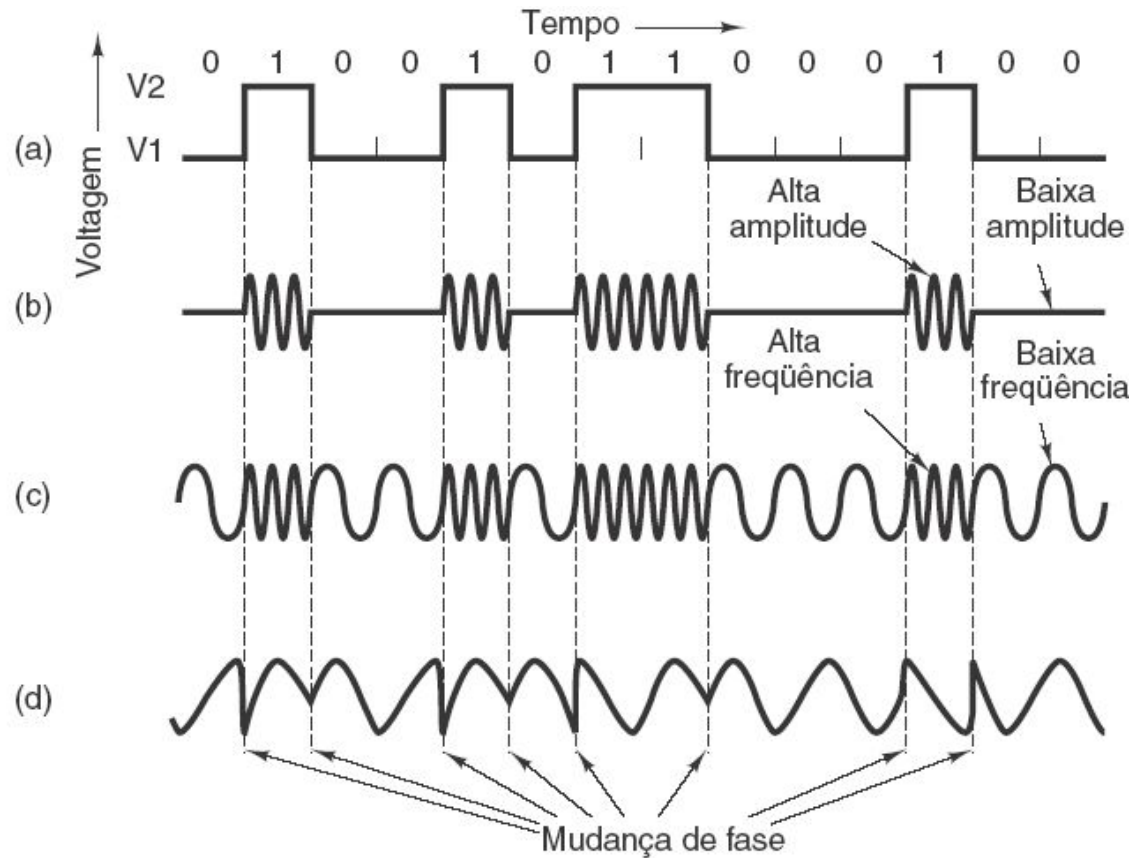 Tempo
0 1 0 0 1 0 1 1 0 0 0 1 0 0
V2
(a) V1
Voltagem
Alta
amplitude
Baixa
amplitude
(b)
Alta
freqüência
Baixa
freqüência
(c)
(d)
Mudança de fase